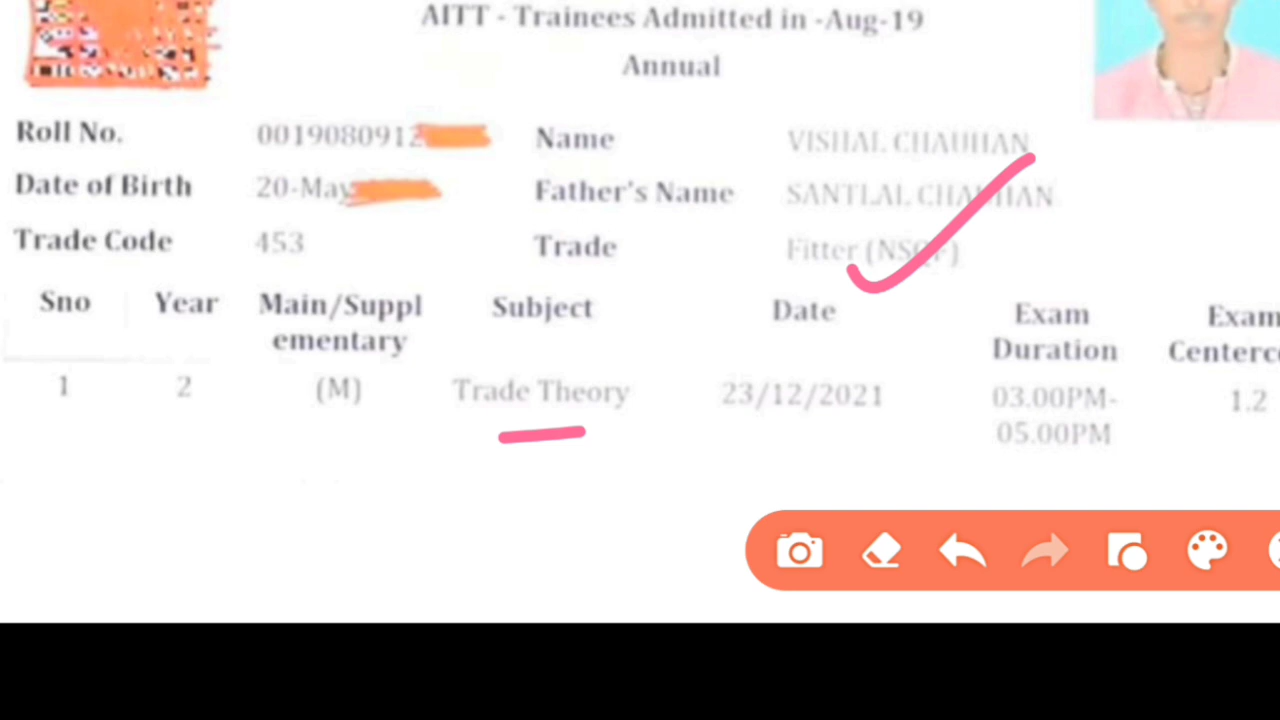 AITT - Trainees Admitted in -Aug-19
Annual
Roll No. 0019080912 Name VISHAL CHAUHAN
Date of Birth 20-May Father's Name SANTLAL CHAUHAN
Trade Code 453 Trade Fitter (NSQF)
Sno Year Main/Suppl Subject Date Exam Exam
ementary Duration Centerc
1 2 (M) Trade Theory 23/12/2021 03.00PM- 1.2
05.00PM